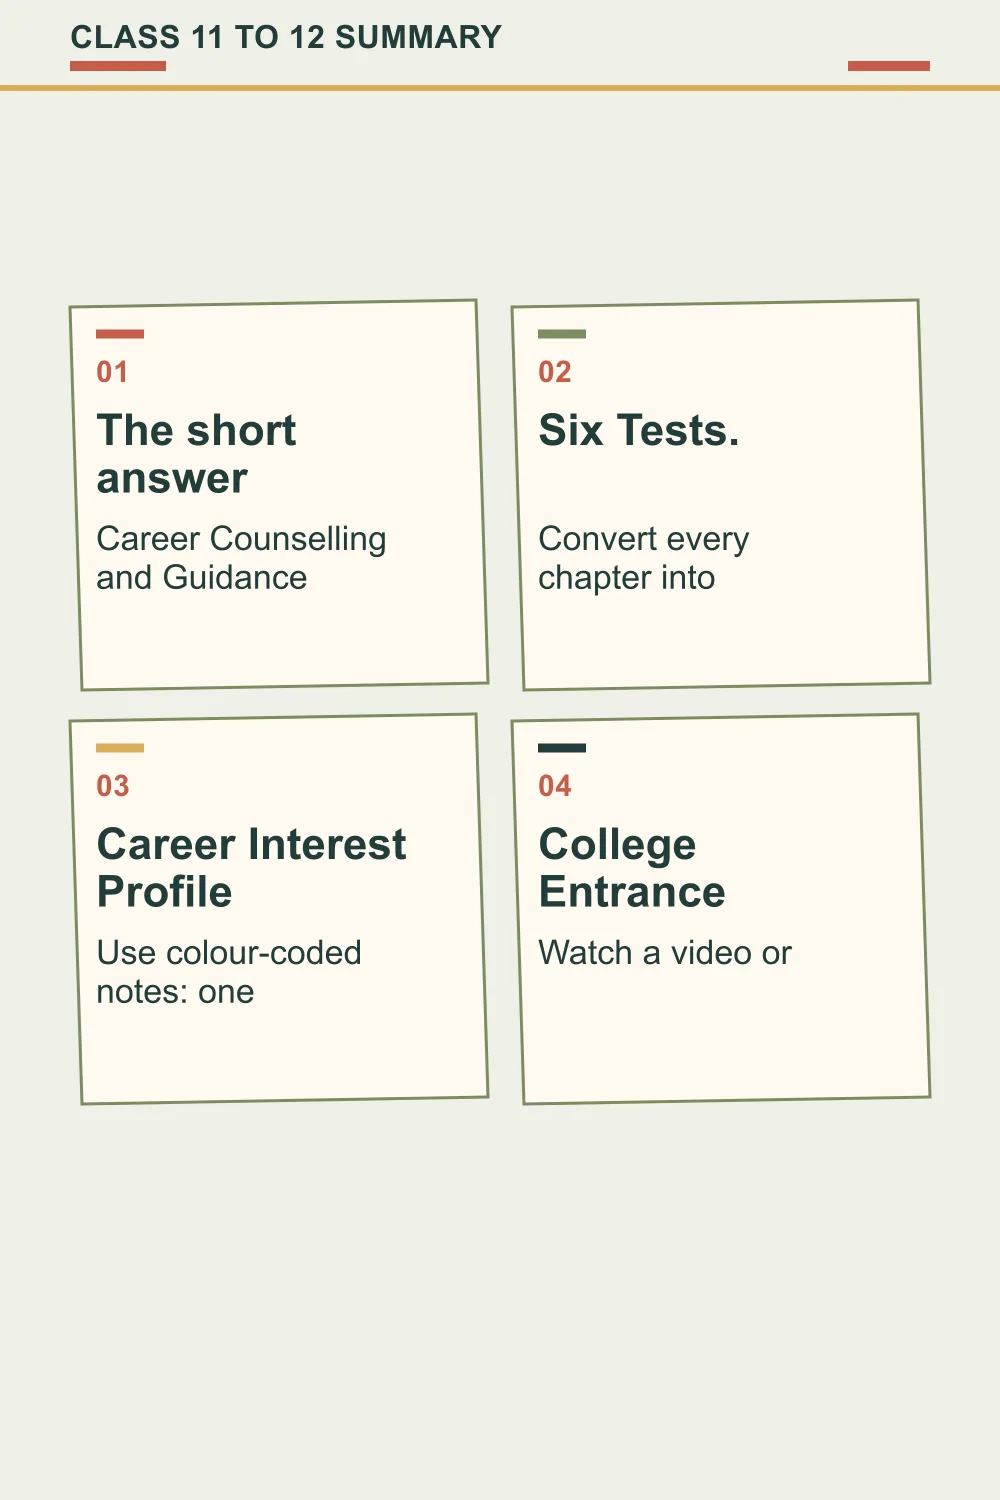 CLASS 11 TO 12 SUMMARY
01
The short
answer
Career Counselling
and Guidance
02
Six Tests.
Convert every
chapter into
03
Career Interest
Profile
Use colour-coded
notes: one
04
College
Entrance
Watch a video or